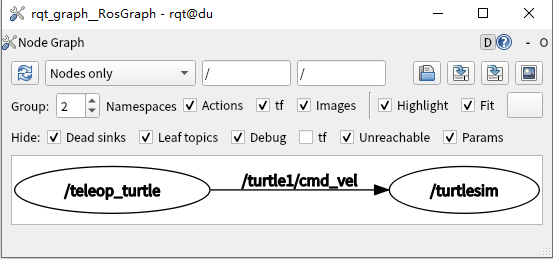 rqt_graph__RosGraph - rqt@du
Node Graph D ? - O
Nodes only / /
Group: 2 Namespaces Actions tf Images Highlight Fit
Hide: Dead sinks Leaf topics Debug tf Unreachable Params
/teleop_turtle /turtle1/cmd_vel /turtlesim